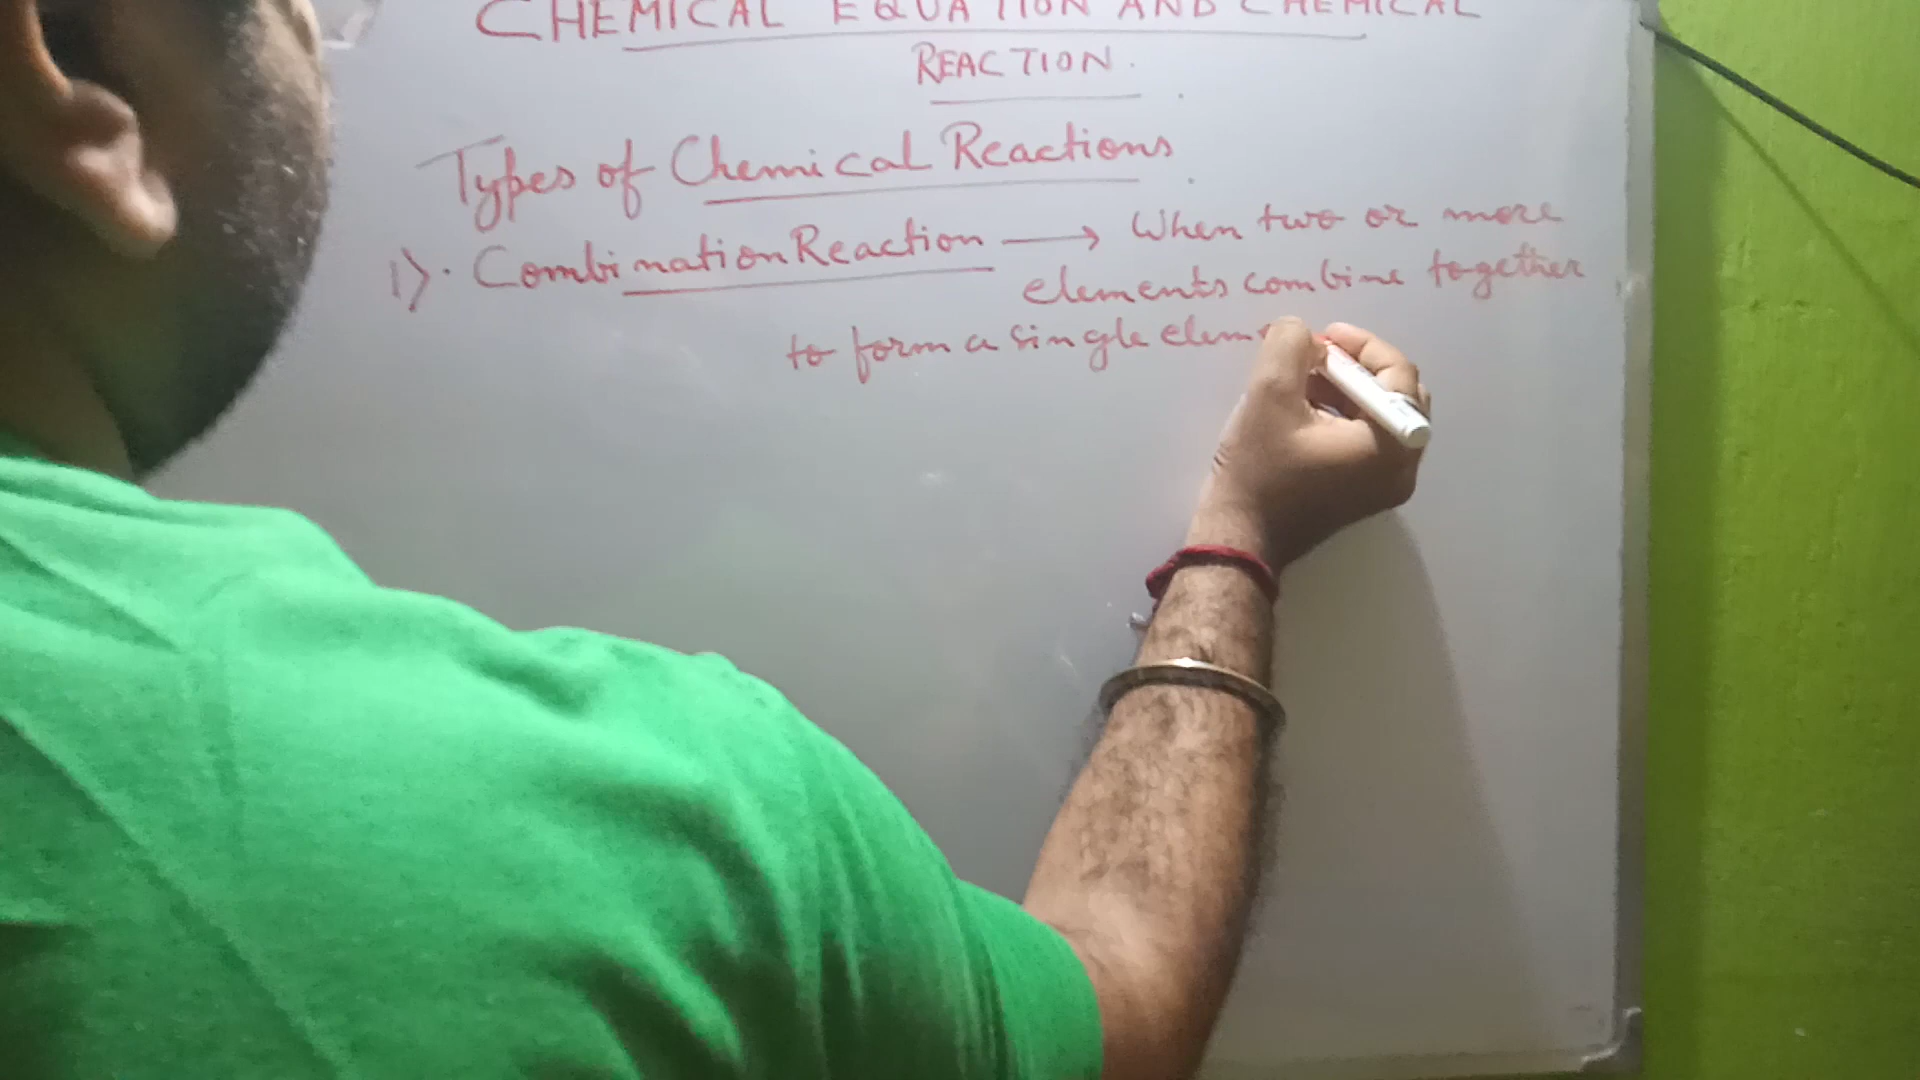 CHEMICAL EQUATION AND CHEMICAL
REACTION.
Types of Chemical Reactions.
1). Combination Reaction → When two or more
elements combine together
to form a single eleme